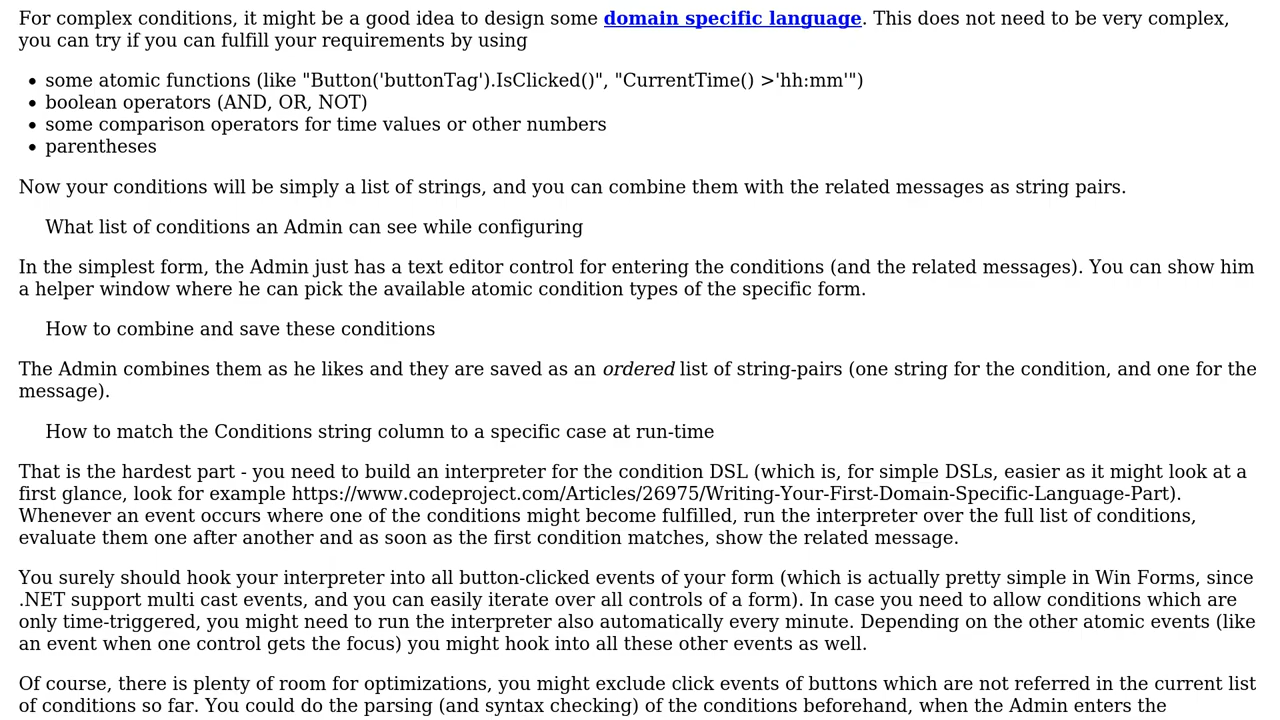 For complex conditions, it might be a good idea to design some domain specific language. This does not need to be very complex,
you can try if you can fulfill your requirements by using
• some atomic functions (like "Button('buttonTag').IsClicked()", "CurrentTime() >'hh:mm'")
• boolean operators (AND, OR, NOT)
• some comparison operators for time values or other numbers
• parentheses
Now your conditions will be simply a list of strings, and you can combine them with the related messages as string pairs.
What list of conditions an Admin can see while configuring
In the simplest form, the Admin just has a text editor control for entering the conditions (and the related messages). You can show him
a helper window where he can pick the available atomic condition types of the specific form.
How to combine and save these conditions
The Admin combines them as he likes and they are saved as an ordered list of string-pairs (one string for the condition, and one for the
message).
How to match the Conditions string column to a specific case at run-time
That is the hardest part - you need to build an interpreter for the condition DSL (which is, for simple DSLs, easier as it might look at a
first glance, look for example https://www.codeproject.com/Articles/26975/Writing-Your-First-Domain-Specific-Language-Part).
Whenever an event occurs where one of the conditions might become fulfilled, run the interpreter over the full list of conditions,
evaluate them one after another and as soon as the first condition matches, show the related message.
You surely should hook your interpreter into all button-clicked events of your form (which is actually pretty simple in Win Forms, since
.NET support multi cast events, and you can easily iterate over all controls of a form). In case you need to allow conditions which are
only time-triggered, you might need to run the interpreter also automatically every minute. Depending on the other atomic events (like
an event when one control gets the focus) you might hook into all these other events as well.
Of course, there is plenty of room for optimizations, you might exclude click events of buttons which are not referred in the current list
of conditions so far. You could do the parsing (and syntax checking) of the conditions beforehand, when the Admin enters the